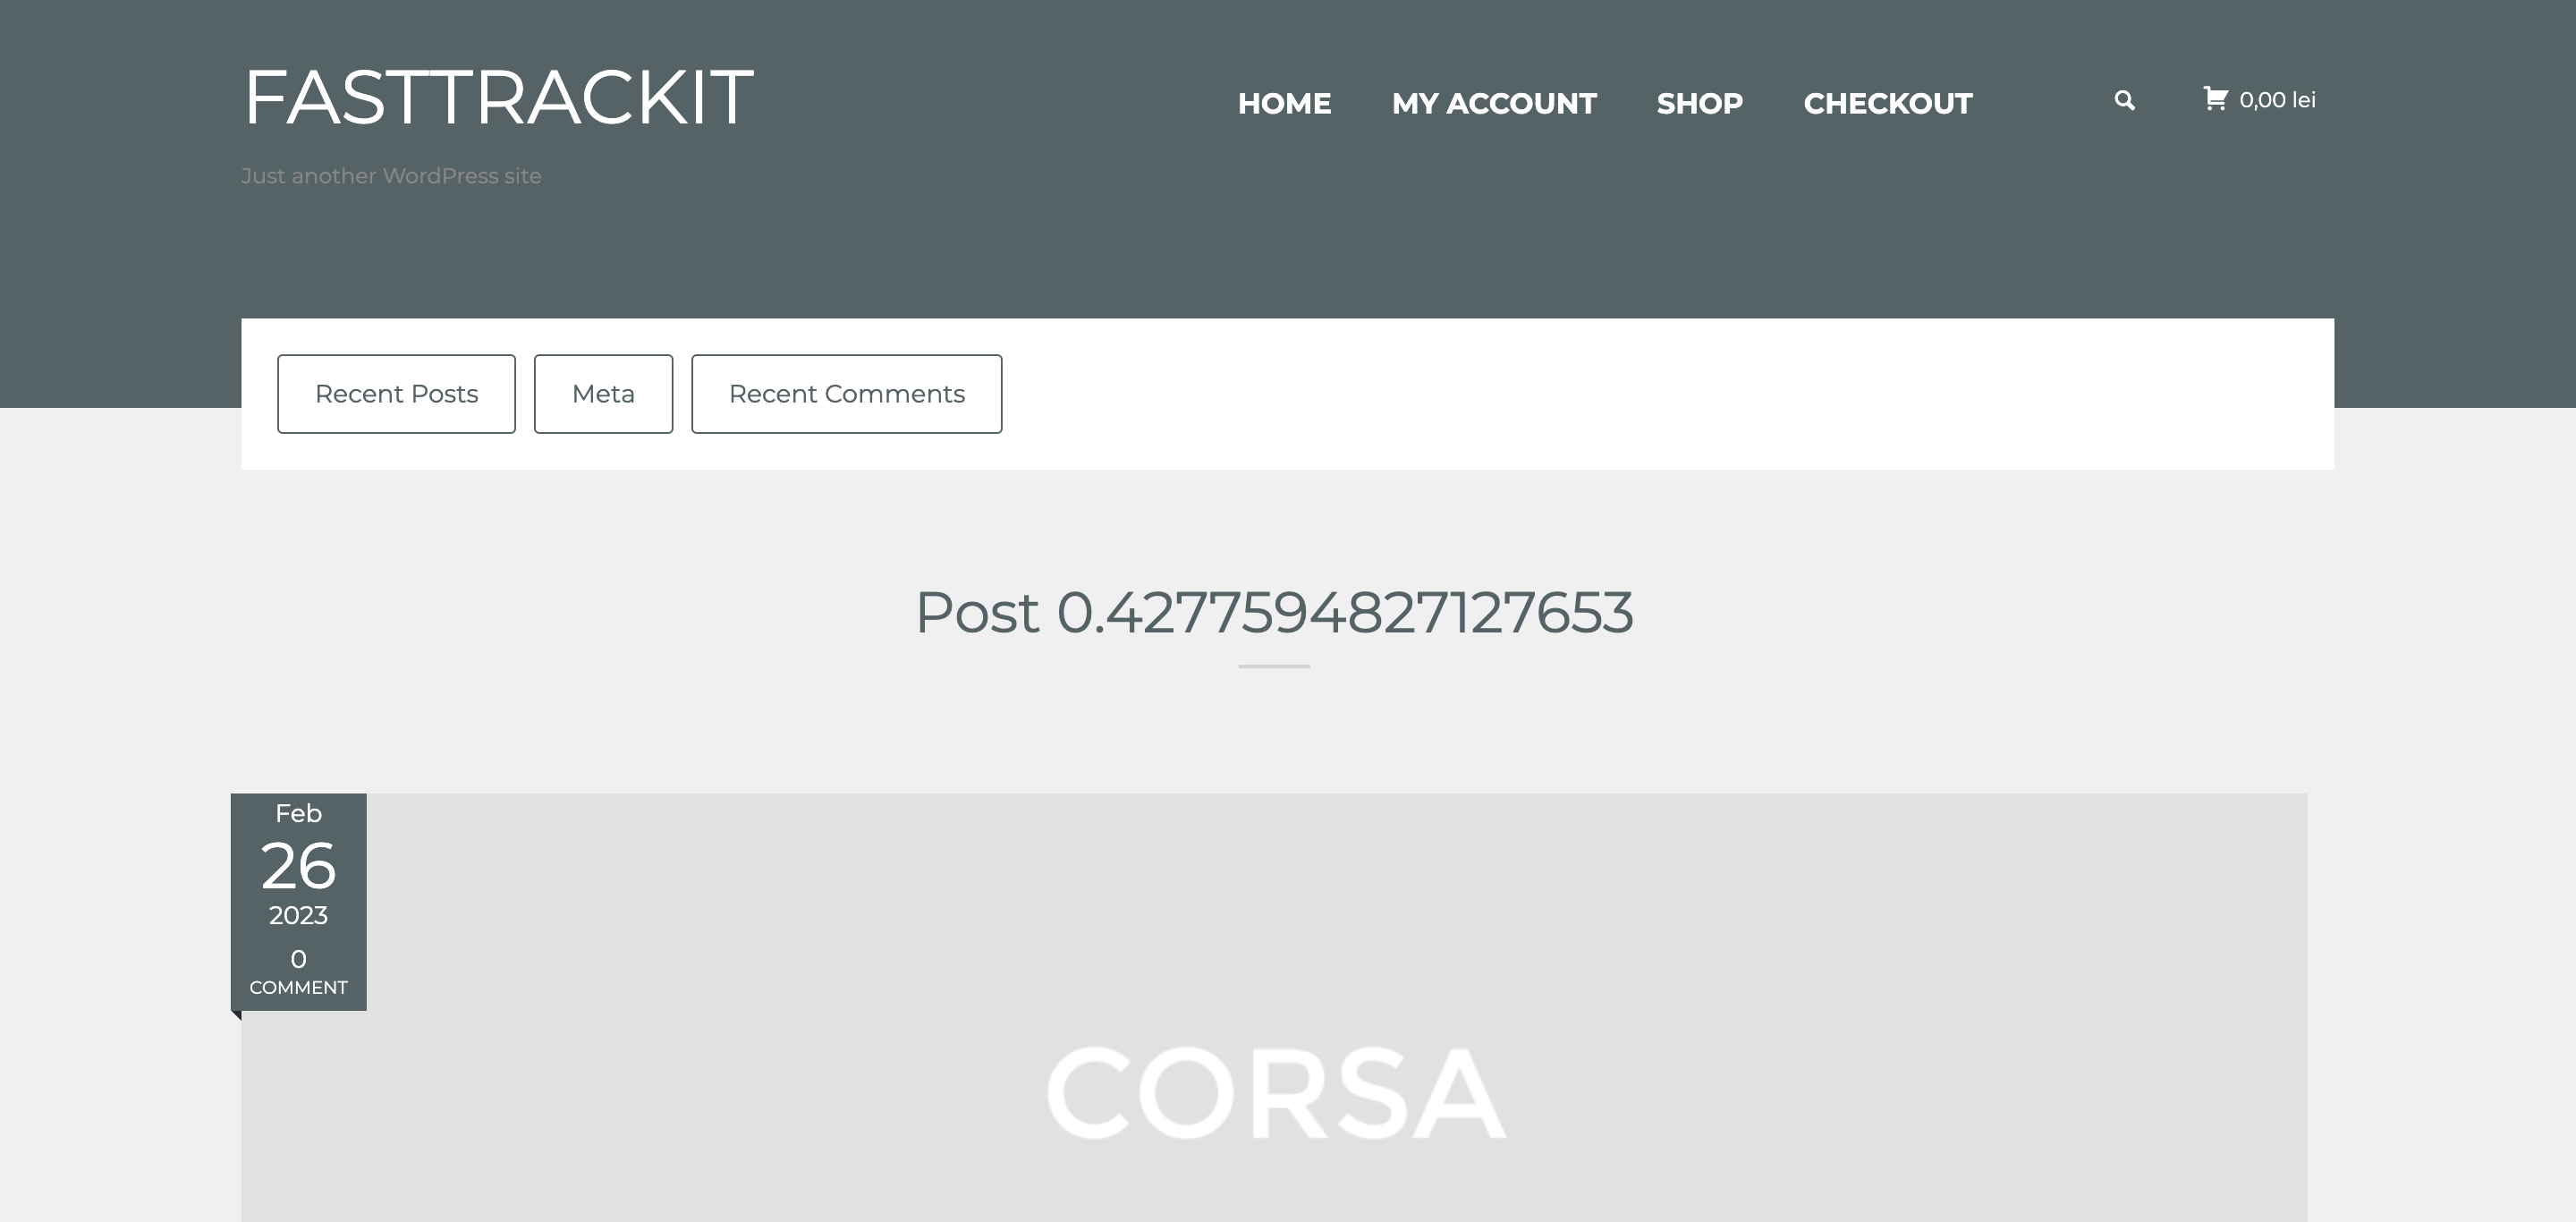 FASTTRACKIT
HOME MY ACCOUNT SHOP CHECKOUT 0,00 lei
Just another WordPress site
Recent Posts Meta Recent Comments
Post 0.4277594827127653
Feb
26
2023
0
COMMENT
CORSA